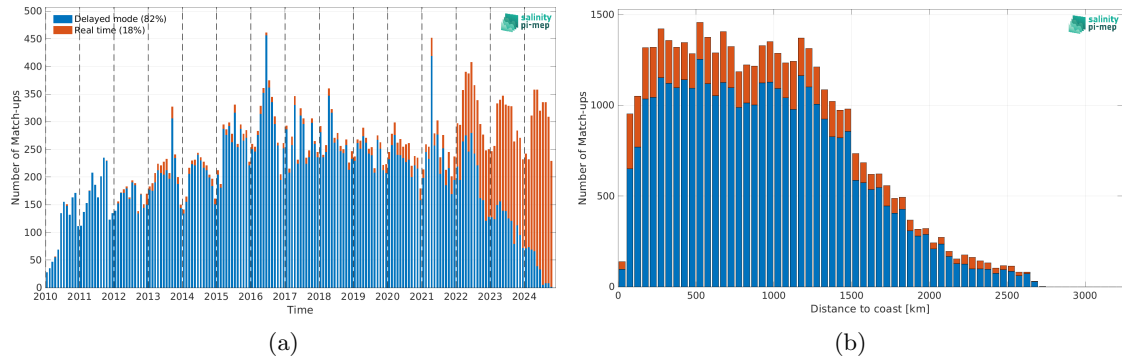 Delayed mode (82%)
Real time (18%)
salinity
pi-mep
Number of Match-ups
500
450
400
350
300
250
200
150
100
50
0
2010 2011 2012 2013 2014 2015 2016 2017 2018 2019 2020 2021 2022 2023 2024
Time
(a)
salinity
pi-mep
Number of Match-ups
1500
1000
500
0
0 500 1000 1500 2000 2500 3000
Distance to coast [km]
(b)